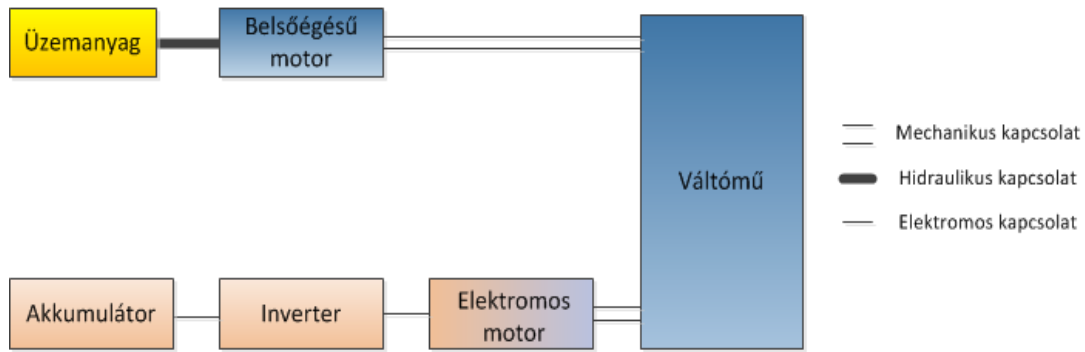 Üzemanyag
Belsőégésű
motor
Váltómű
Mechanikus kapcsolat
Hidraulikus kapcsolat
Elektromos kapcsolat
Akkumulátor
Inverter
Elektromos
motor